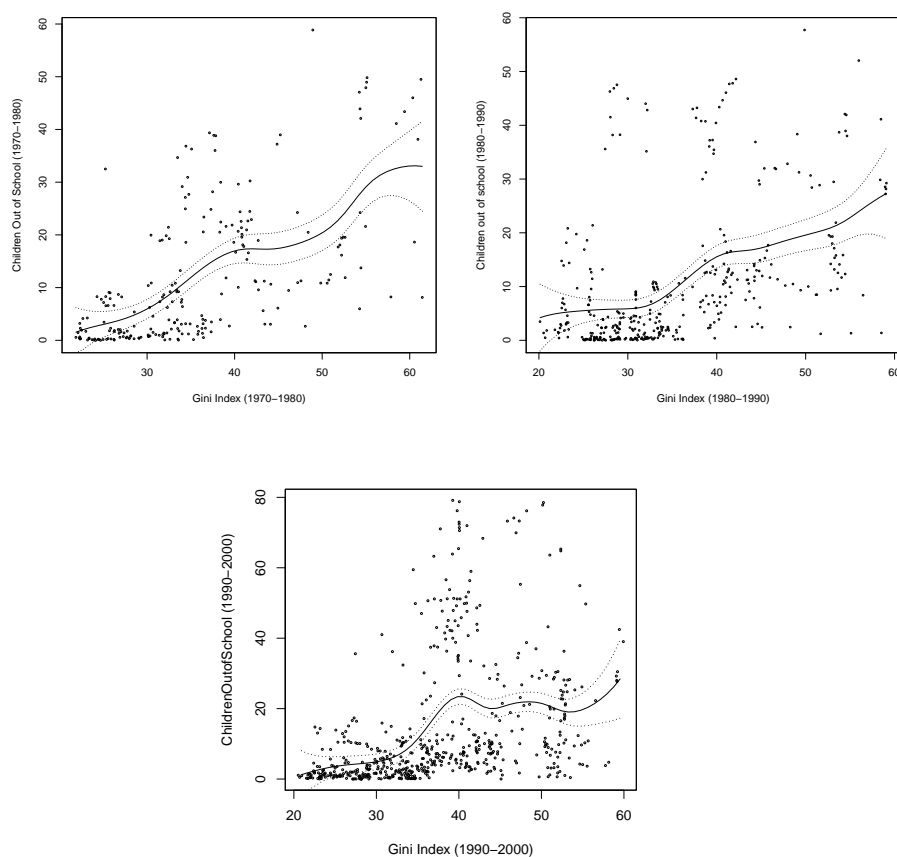 60
50
40
30
20
10
0
Children Out of School (1970−1980)
30 40 50 60
Gini Index (1970−1980)
60
50
40
30
20
10
0
Children out of school (1980−1990)
20 30 40 50 60
Gini Index (1980−1990)
80
60
40
20
0
ChildrenOutofSchool (1990−2000)
20 30 40 50 60
Gini Index (1990−2000)